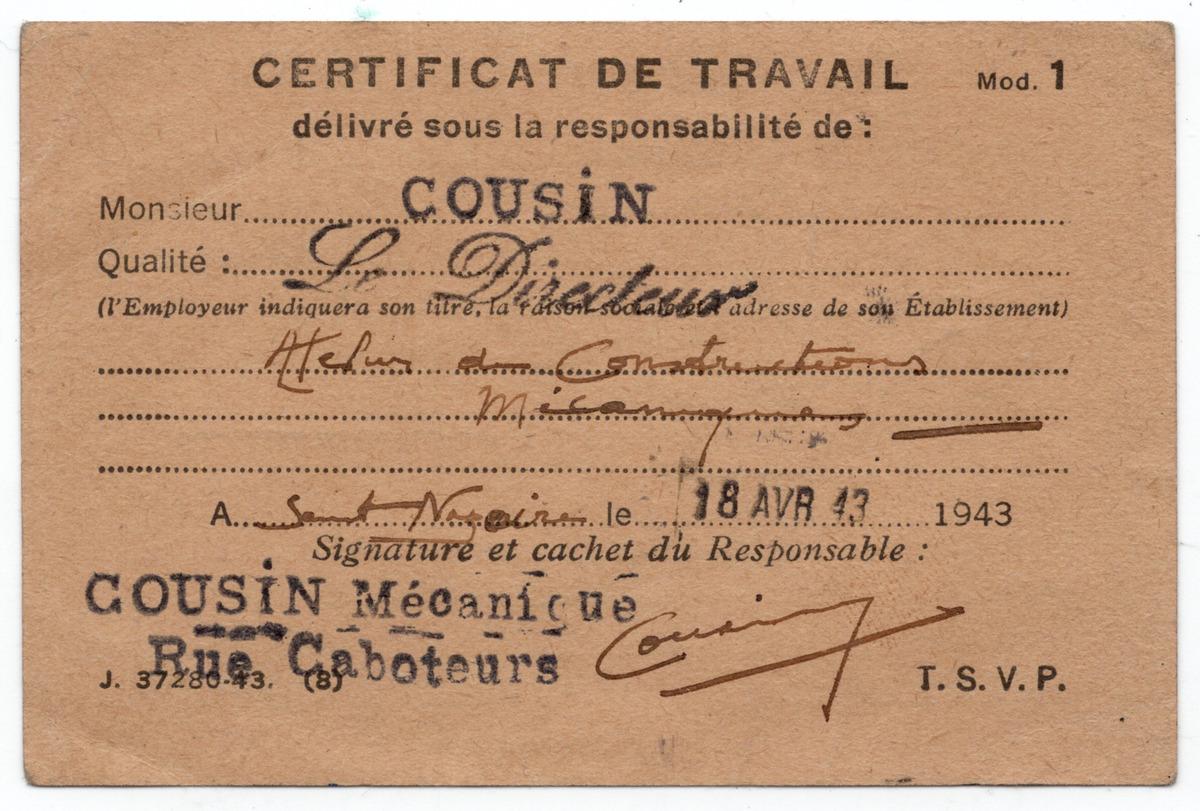 CERTIFICAT DE TRAVAIL Mod. 1
délivré sous la responsabilité de :
Monsieur COUSiN
Qualité : Le Directeur
(l'Employeur indiquera son titre, la raison sociale et l'adresse de son Établissement)
Atelier de Constructions
Mécaniques
A Saint Nazaire le 18 AVR 43 1943
Signature et cachet du Responsable :
COUSiN Mécanique
Rue Caboteurs
Cousin
J. 37280-43. (8) T. S. V. P.